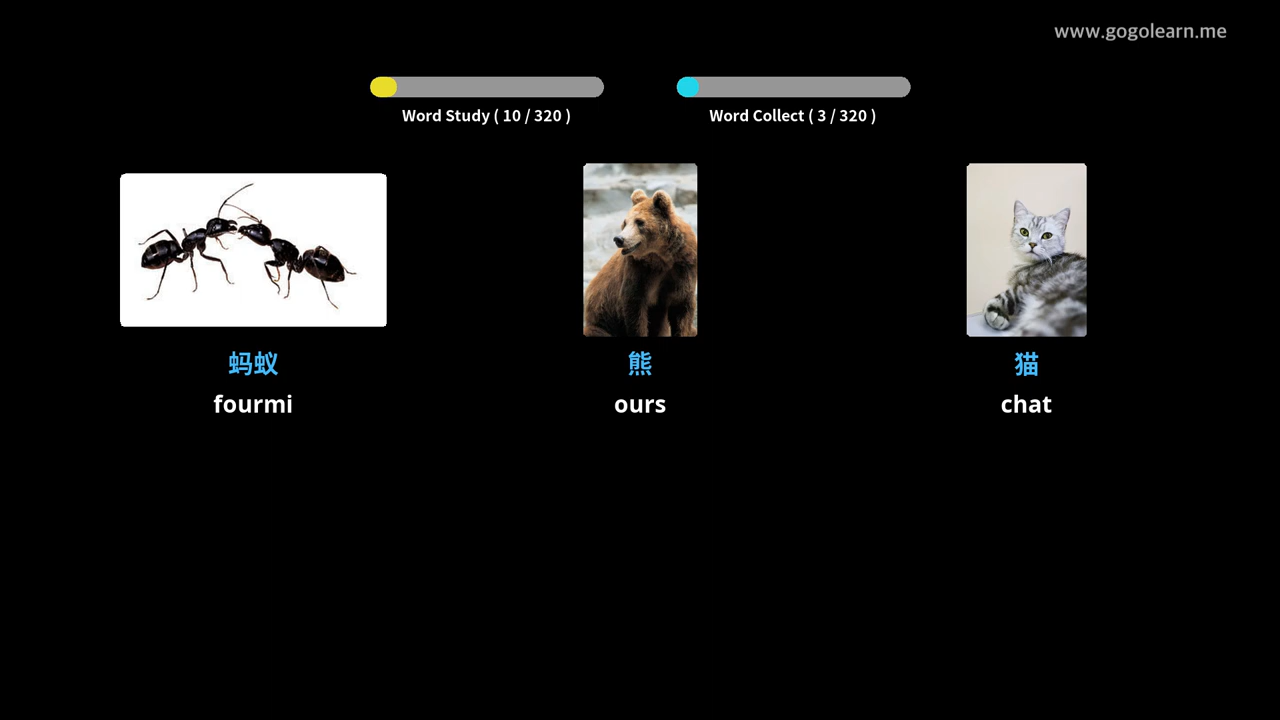 www.gogolearn.me
Word Study ( 10 / 320 )
Word Collect ( 3 / 320 )
蚂蚁
熊
猫
fourmi
ours
chat